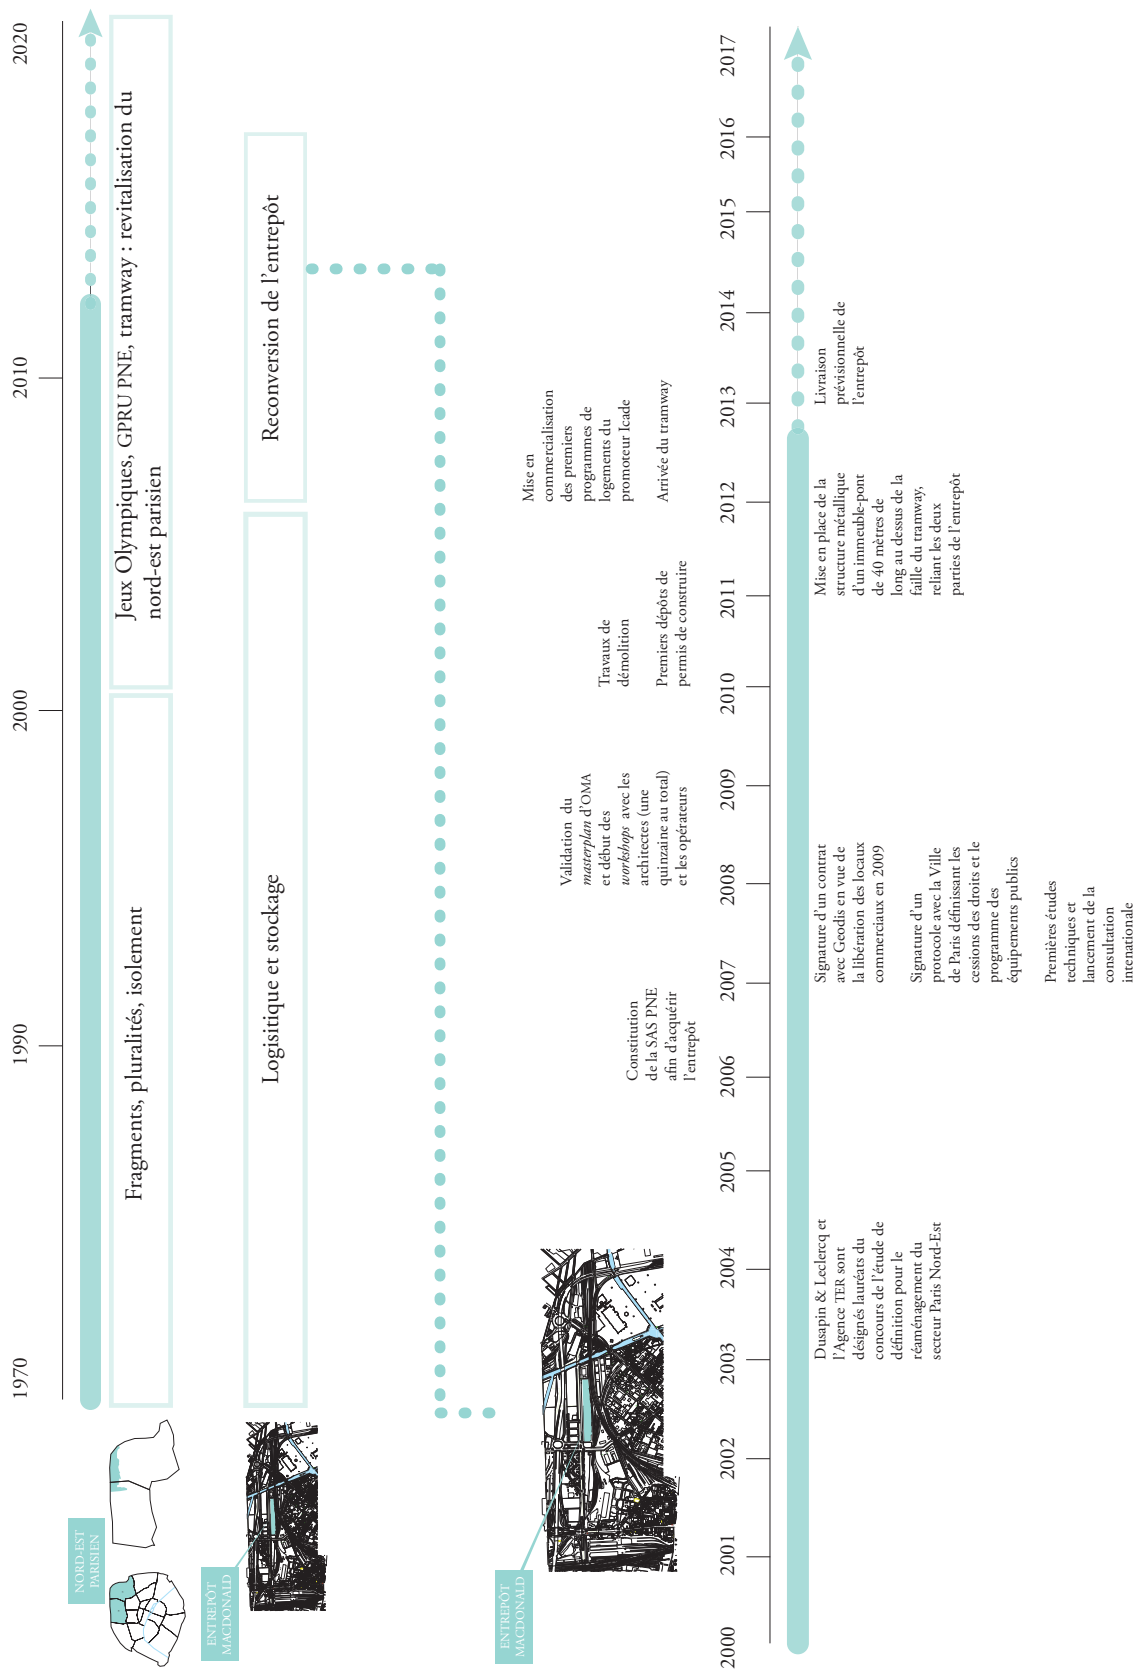 1970
1990
2000
2010
2020
NORD-EST
PARISIEN
Fragments, pluralités, isolement
Jeux Olympiques, GPRU PNE, tramway : revitalisation du
nord-est parisien
ENTREPÔT
MACDONALD
Logisitique et stockage
Reconversion de l'entrepôt
ENTREPÔT
MACDONALD
Constitution
de la SAS PNE
afin d'acquérir
l'entrepôt
Validation du
masterplan d'OMA
et début des
workshops avec les
architectes (une
quinzaine au total)
et les opérateurs
Travaux de
démolition
Premiers dépôts de
permis de construire
Mise en
commercialisation
des premiers
programmes de
logements du
promoteur Icade
Arrivée du tramway
2000
2001
2002
2003
2004
2005
2006
2007
2008
2009
2010
2011
2012
2013
2014
2015
2016
2017
Dusapin & Leclercq et
l'Agence TER sont
désignés lauréats du
concours de l'étude de
définition pour le
réaménagement du
secteur Paris Nord-Est
Signature d'un contrat
avec Geodis en vue de
la libération des locaux
commerciaux en 2009
Signature d'un
protocole avec la Ville
de Paris définissant les
cessions des droits et le
programme des
équipements publics
Premières études
techniques et
lancement de la
consultation
intenationale
Mise en place de la
structure métallique
d'un immeuble-pont
de 40 mètres de
long au dessus de la
faille du tramway,
reliant les deux
parties de l'entrepôt
Livraison
prévisionnelle de
l'entrepôt